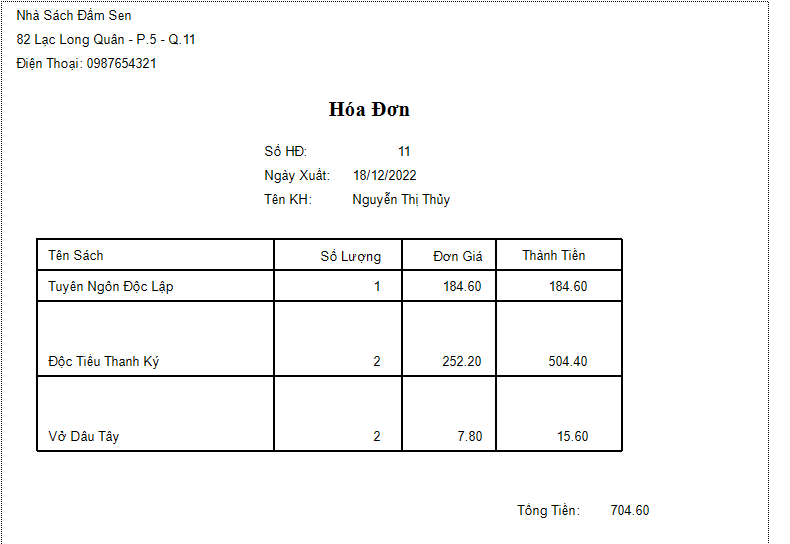 Nhà Sách Đầm Sen
82 Lạc Long Quân - P.5 - Q.11
Điện Thoại: 0987654321
Hóa Đơn
Số HĐ: 11
Ngày Xuất: 18/12/2022
Tên KH: Nguyễn Thị Thủy
Tên Sách Số Lượng Đơn Giá Thành Tiền
Tuyên Ngôn Độc Lập 1 184.60 184.60
Độc Tiểu Thanh Ký 2 252.20 504.40
Vở Dâu Tây 2 7.80 15.60
Tổng Tiền: 704.60